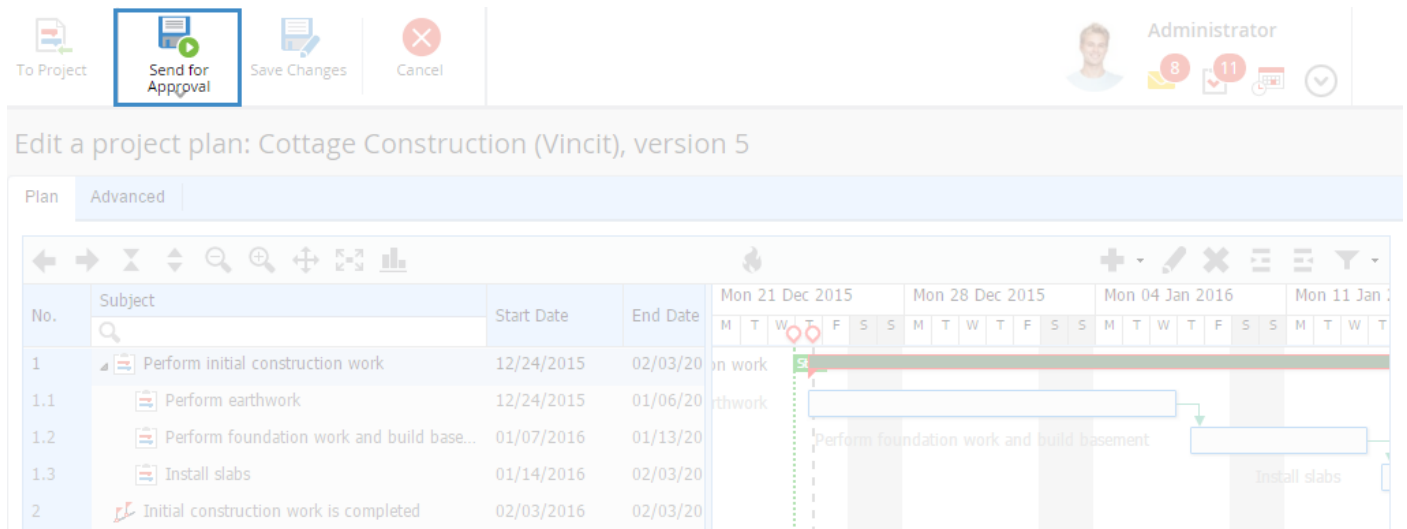 To Project
Send for
Approval
Save Changes
Cancel
Administrator
8
11
Edit a project plan: Cottage Construction (Vincit), version 5
Plan
Advanced
No.
Subject
Start Date
End Date
Mon 21 Dec 2015
Mon 28 Dec 2015
Mon 04 Jan 2016
Mon 11 Jan
M T W T F S S M T W T F S S M T W T F S S M T W T
1 Perform initial construction work 12/24/2015 02/03/20
on work
1.1 Perform earthwork 12/24/2015 01/06/20
rthwork
1.2 Perform foundation work and build base... 01/07/2016 01/13/20
Perform foundation work and build basement
1.3 Install slabs 01/14/2016 02/03/20
Install slabs
2 Initial construction work is completed 02/03/2016 02/03/20